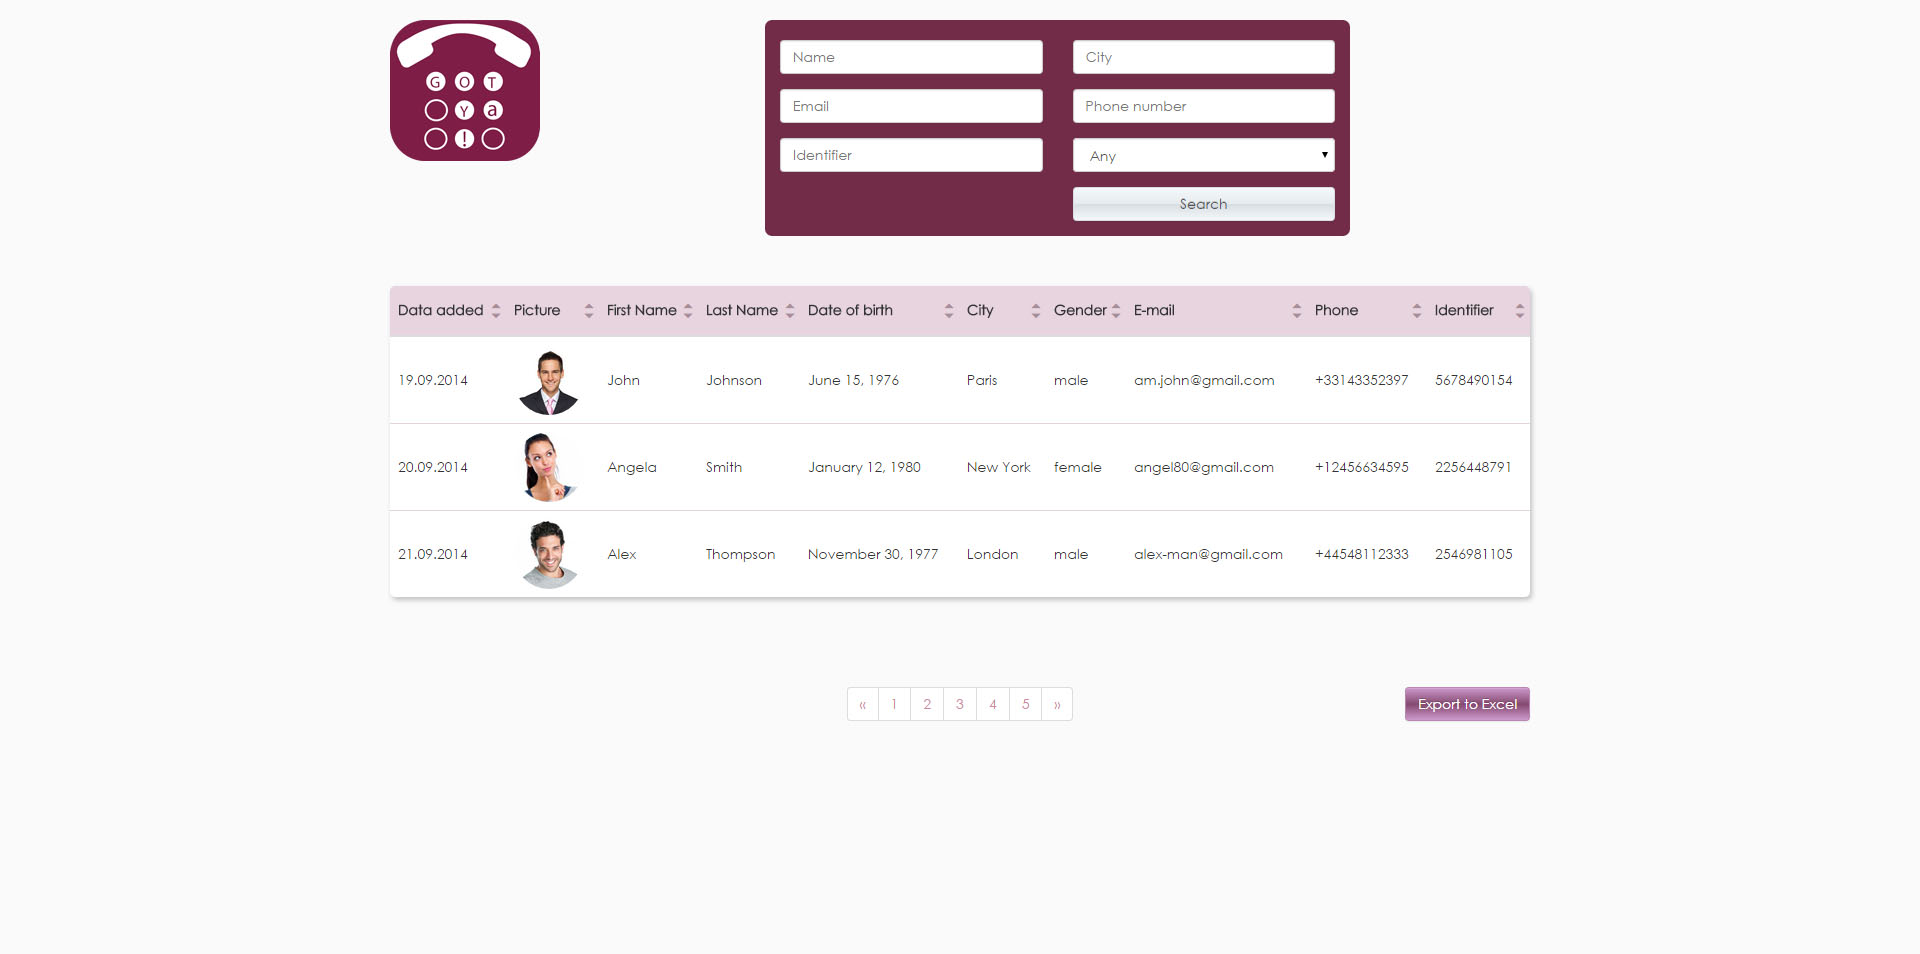 G O T
Y a
!
Name
City
Email
Phone number
Identifier
Any
Search
Data added Picture First Name Last Name Date of birth City Gender E-mail Phone Identifier
19.09.2014 John Johnson June 15, 1976 Paris male am.john@gmail.com +33143352397 5678490154
20.09.2014 Angela Smith January 12, 1980 New York female angel80@gmail.com +12456634595 2256448791
21.09.2014 Alex Thompson November 30, 1977 London male alex-man@gmail.com +44548112333 2546981105
« 1 2 3 4 5 »
Export to Excel